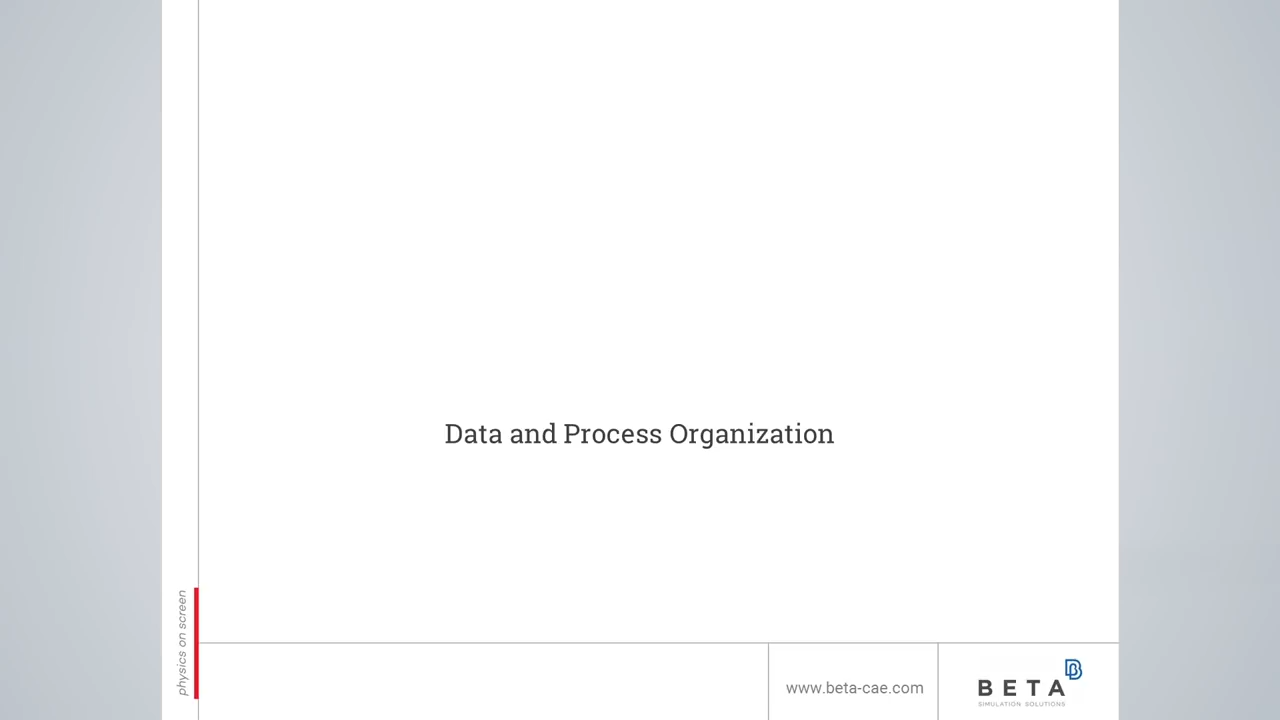 Data and Process Organization
physics on screen
www.beta-cae.com
BETA
SIMULATION SOLUTIONS